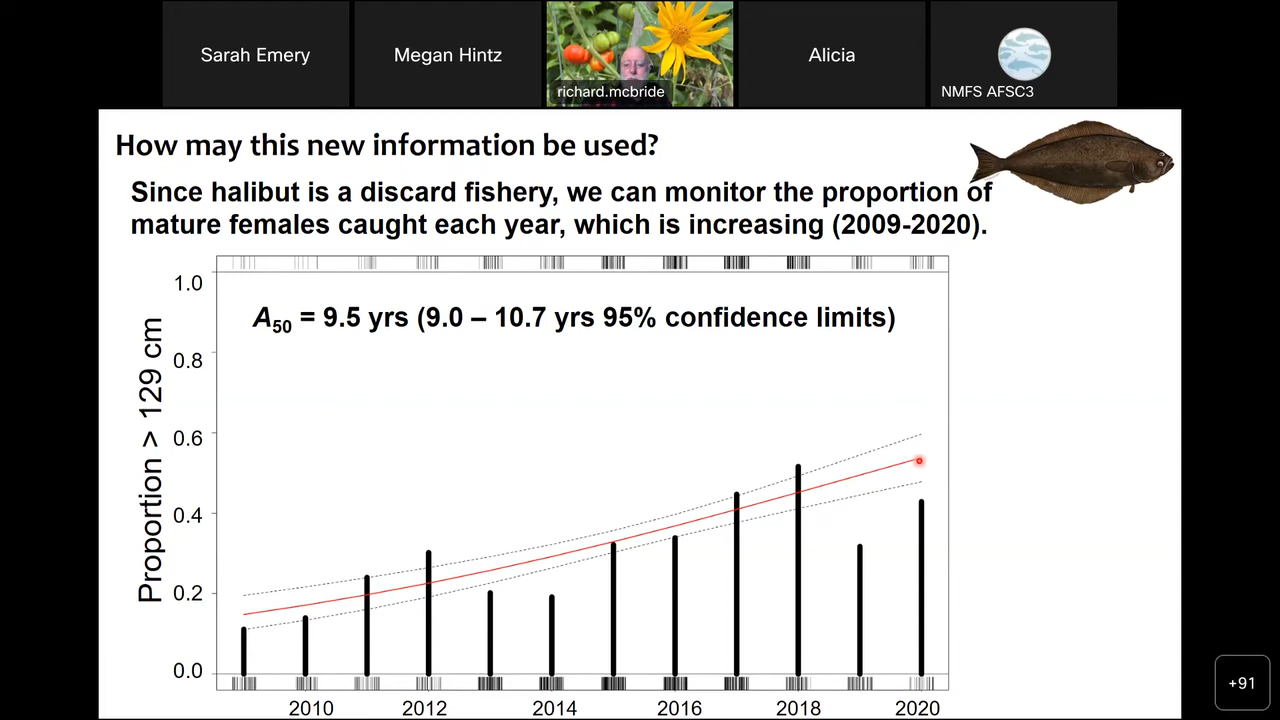 Sarah Emery
Megan Hintz
richard.mcbride
Alicia
NMFS AFSC3
How may this new information be used?
Since halibut is a discard fishery, we can monitor the proportion of
mature females caught each year, which is increasing (2009-2020).
A50 = 9.5 yrs (9.0 – 10.7 yrs 95% confidence limits)
Proportion > 129 cm
1.0
0.8
0.6
0.4
0.2
0.0
2010 2012 2014 2016 2018 2020
+91